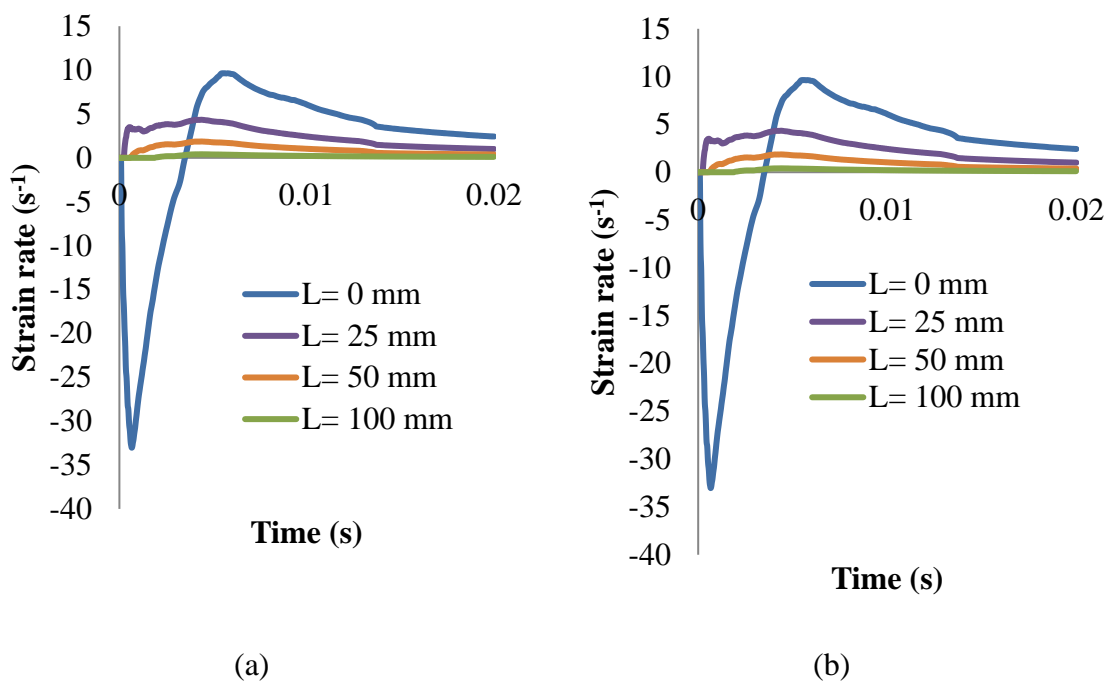 15
10
5
0
-5
-10
-15
-20
-25
-30
-35
-40
0
0.01
0.02
Strain rate (s-1)
Time (s)
L= 0 mm
L= 25 mm
L= 50 mm
L= 100 mm
(a)
15
10
5
0
-5
-10
-15
-20
-25
-30
-35
-40
0
0.01
0.02
Strain rate (s-1)
Time (s)
L= 0 mm
L= 25 mm
L= 50 mm
L= 100 mm
(b)